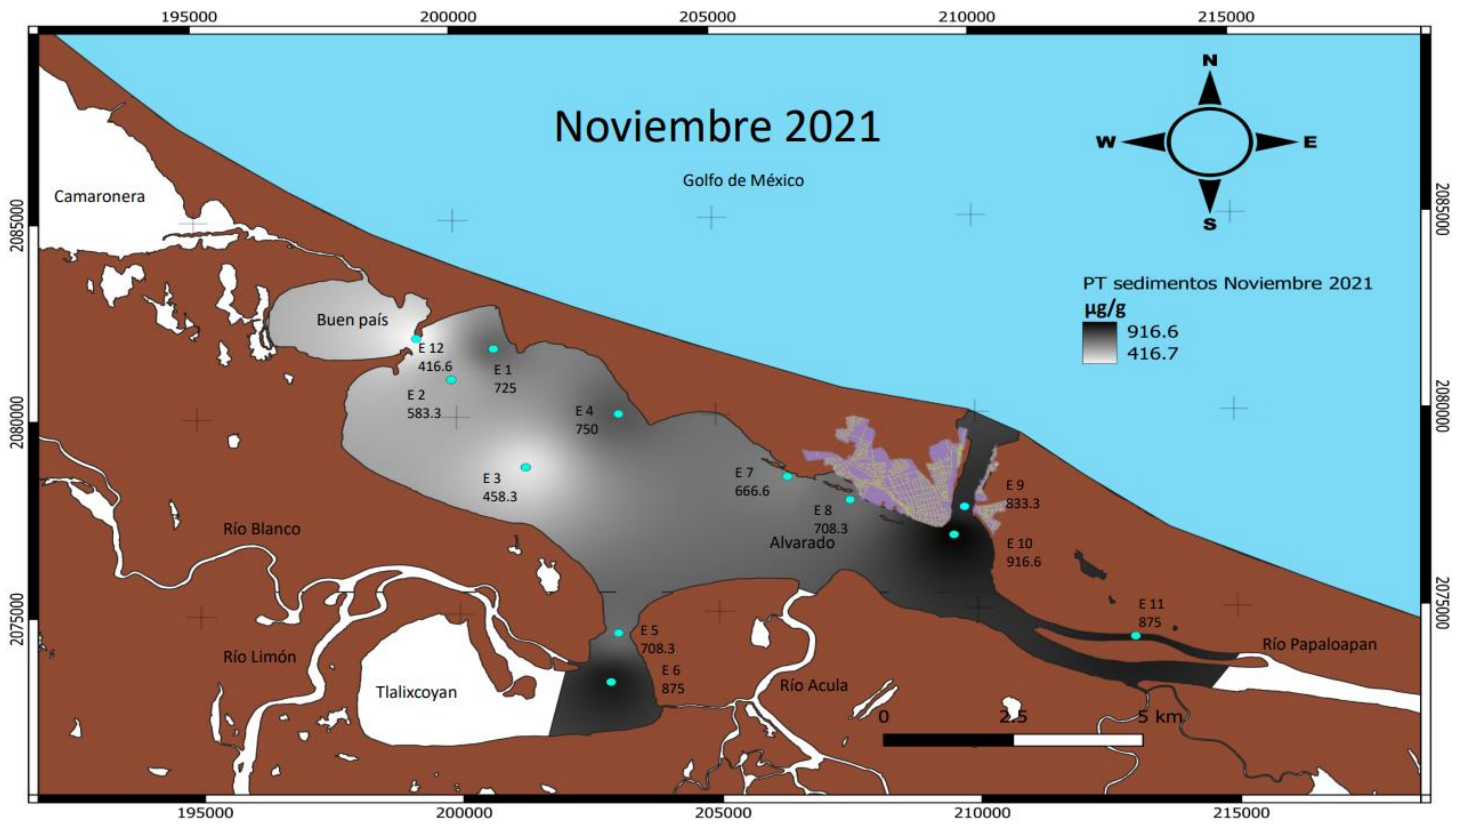 195000
200000
205000
210000
215000
N
Noviembre 2021
W
E
Golfo de México
S
Camaronera
2085000
2085000
PT sedimentos Noviembre 2021
µg/g
916.6
416.7
Buen país
E 12
416.6
E 1
725
E 2
583.3
E 4
750
2080000
2080000
E 3
458.3
E 7
666.6
E 8
708.3
E 9
833.3
Alvarado
E 10
916.6
Río Blanco
2075000
2075000
E 11
875
E 5
708.3
Río Papaloapan
Río Limón
E 6
875
Tlalixcoyan
Río Acula
0
2.5
5 km
195000
200000
205000
210000
215000